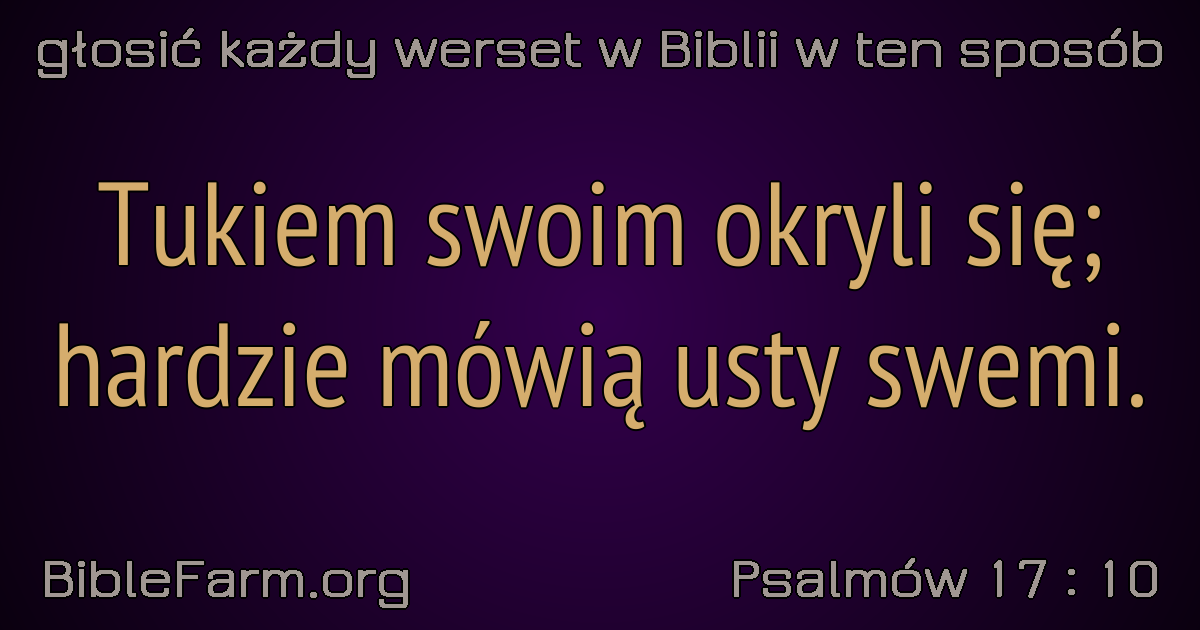 głosić każdy werset w Biblii w ten sposób
Tukiem swoim okryli się;
hardzie mówią usty swemi.
BibleFarm.org
Psalmów 17 : 10